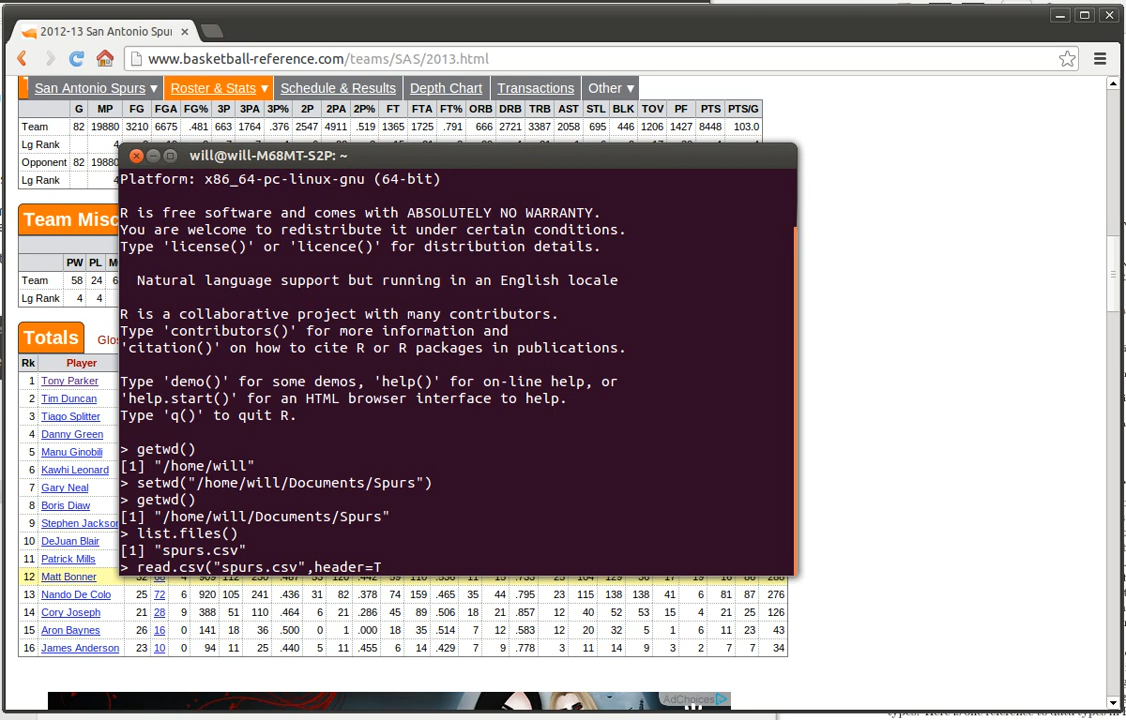 2012-13 San Antonio Spur
www.basketball-reference.com/teams/SAS/2013.html
San Antonio Spurs ▾ Roster & Stats ▾ Schedule & Results Depth Chart Transactions Other ▾
G MP FG FGA FG% 3P 3PA 3P% 2P 2PA 2P% FT FTA FT% ORB DRB TRB AST STL BLK TOV PF PTS PTS/G
Team 82 19880 3210 6675 .481 663 1764 .376 2547 4911 .519 1365 1725 .791 666 2721 3387 2058 695 446 1206 1427 8448 103.0
Lg Rank
Opponent 82 19880
Lg Rank
will@will-M68MT-S2P: ~
Platform: x86_64-pc-linux-gnu (64-bit)
R is free software and comes with ABSOLUTELY NO WARRANTY.
You are welcome to redistribute it under certain conditions.
Type 'license()' or 'licence()' for distribution details.
Natural language support but running in an English locale
R is a collaborative project with many contributors.
Type 'contributors()' for more information and
'citation()' on how to cite R or R packages in publications.
Type 'demo()' for some demos, 'help()' for on-line help, or
'help.start()' for an HTML browser interface to help.
Type 'q()' to quit R.
> getwd()
[1] "/home/will"
> setwd("/home/will/Documents/Spurs")
> getwd()
[1] "/home/will/Documents/Spurs"
> list.files()
[1] "spurs.csv"
> read.csv("spurs.csv",header=T
Team Misc
PW PL
Team 58 24
Lg Rank 4 4
Totals Glos
Rk Player
1 Tony Parker
2 Tim Duncan
3 Tiago Splitter
4 Danny Green
5 Manu Ginobili
6 Kawhi Leonard
7 Gary Neal
8 Boris Diaw
9 Stephen Jackson
10 DeJuan Blair
11 Patrick Mills
12 Matt Bonner
13 Nando De Colo 25 72 6 920 105 241 .436 31 82 .378 74 159 .465 35 44 .795 23 115 138 138 41 6 81 87 276
14 Cory Joseph 21 28 9 388 51 110 .464 6 21 .286 45 89 .506 18 21 .857 12 40 52 53 15 4 21 25 126
15 Aron Baynes 26 16 0 141 18 36 .500 0 1 .000 18 35 .514 7 12 .583 12 20 32 5 1 6 11 23 43
16 James Anderson 23 10 0 94 11 25 .440 5 11 .455 6 14 .429 7 9 .778 3 11 14 9 3 2 7 7 34
AdChoices